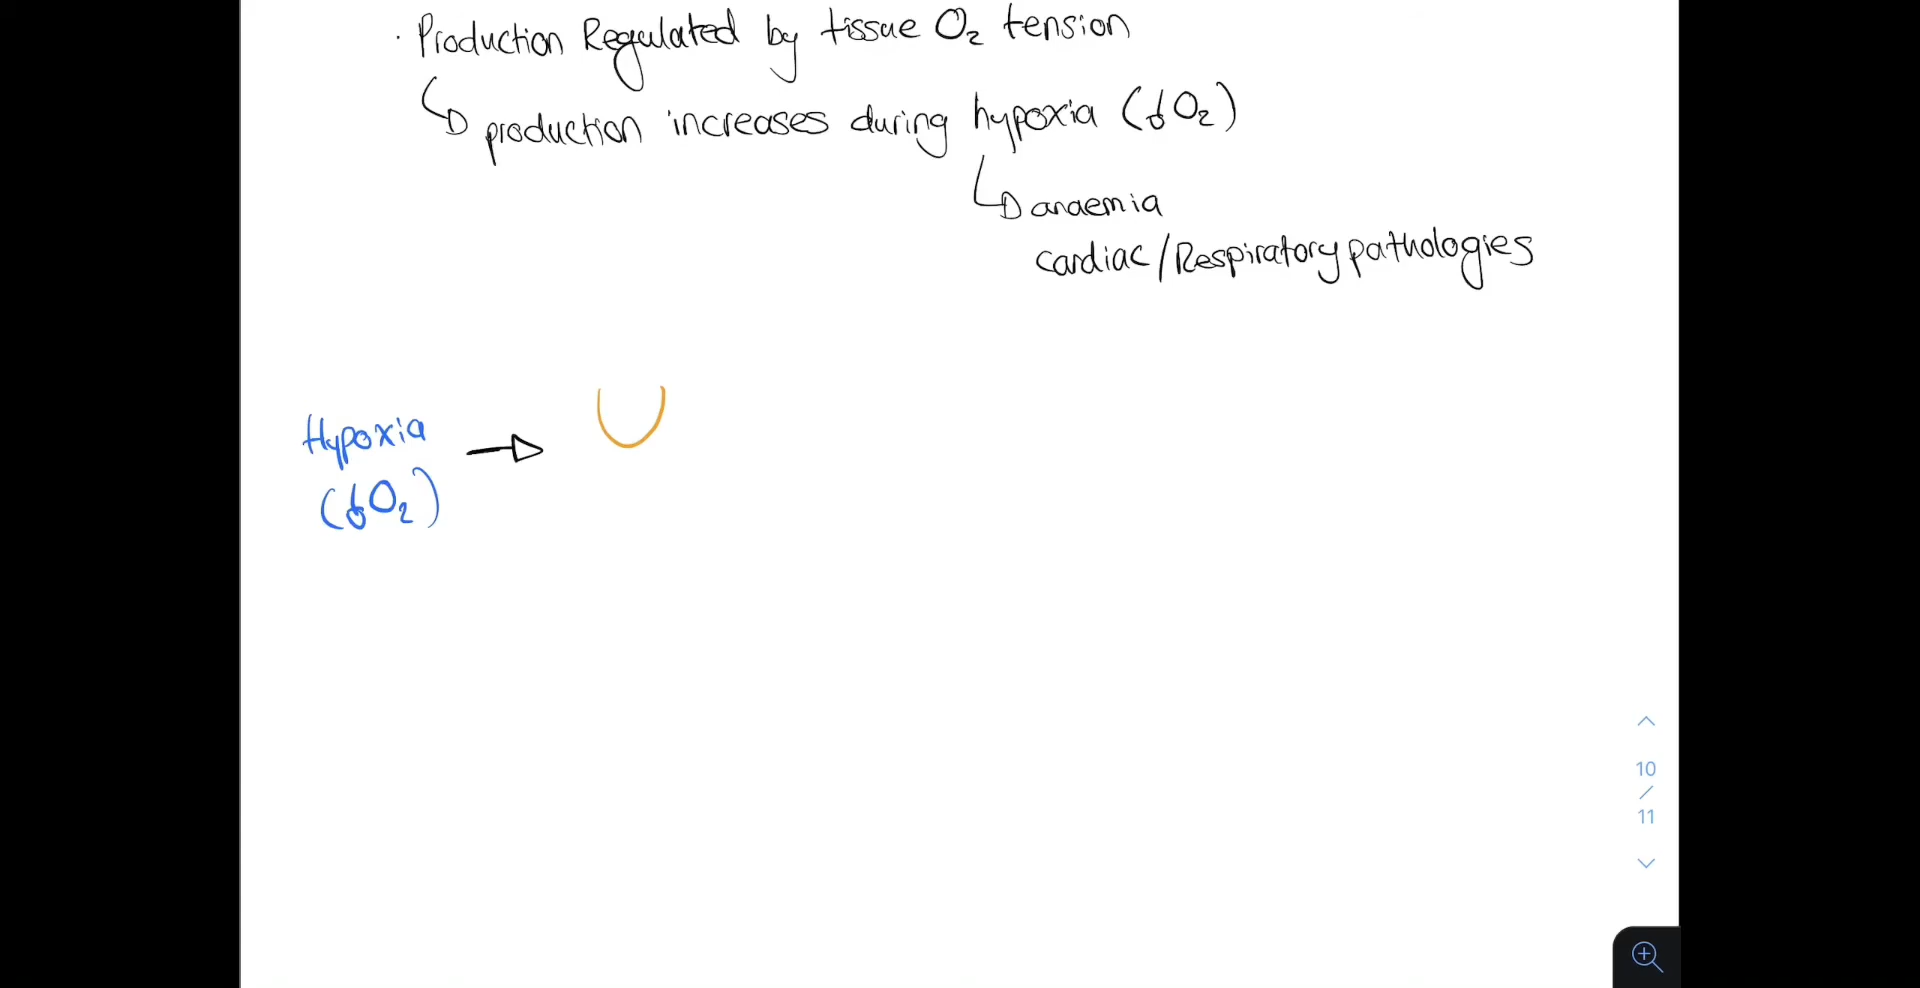 · Production Regulated by tissue O₂ tension
↳ production increases during hypoxia (↓O₂)
↳ anaemia
cardiac/Respiratory pathologies
Hypoxia →
(↓O₂)
10
/
11